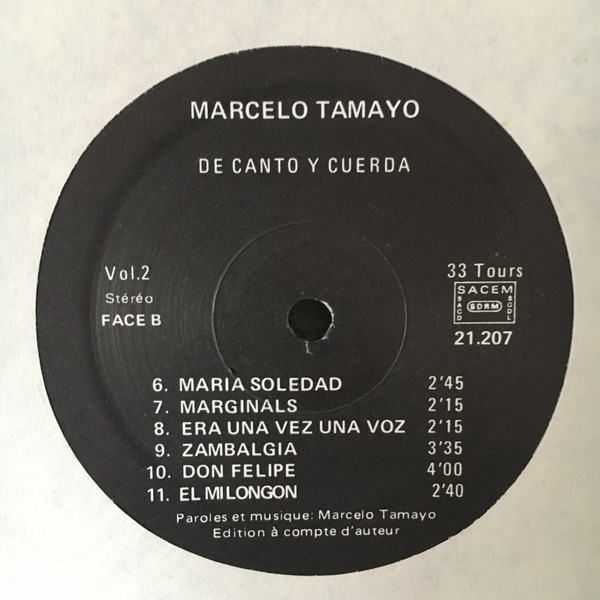 MARCELO TAMAYO
DE CANTO Y CUERDA
Vol.2
Stéréo
FACE B
33 Tours
SACEM
SACD SDRM SGDL
21.207
6. MARIA SOLEDAD 2'45
7. MARGINALS 2'15
8. ERA UNA VEZ UNA VOZ 2'15
9. ZAMBALGIA 3'35
10. DON FELIPE 4'00
11. EL MILONGON 2'40
Paroles et musique: Marcelo Tamayo
Edition à compte d'auteur